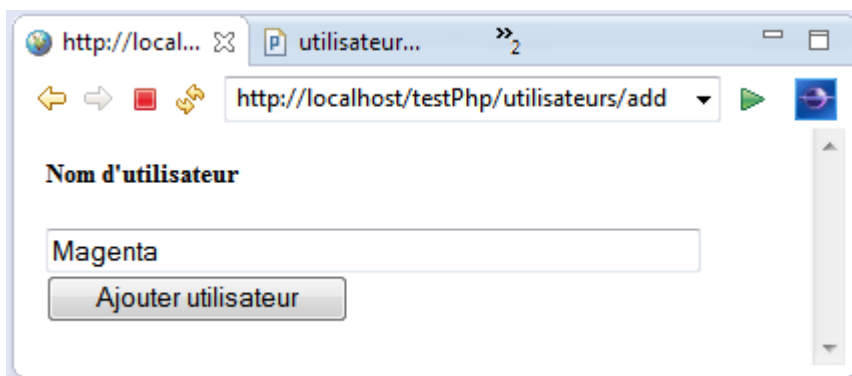 http://local... utilisateur... »2
http://localhost/testPhp/utilisateurs/add
Nom d'utilisateur
Magenta
Ajouter utilisateur